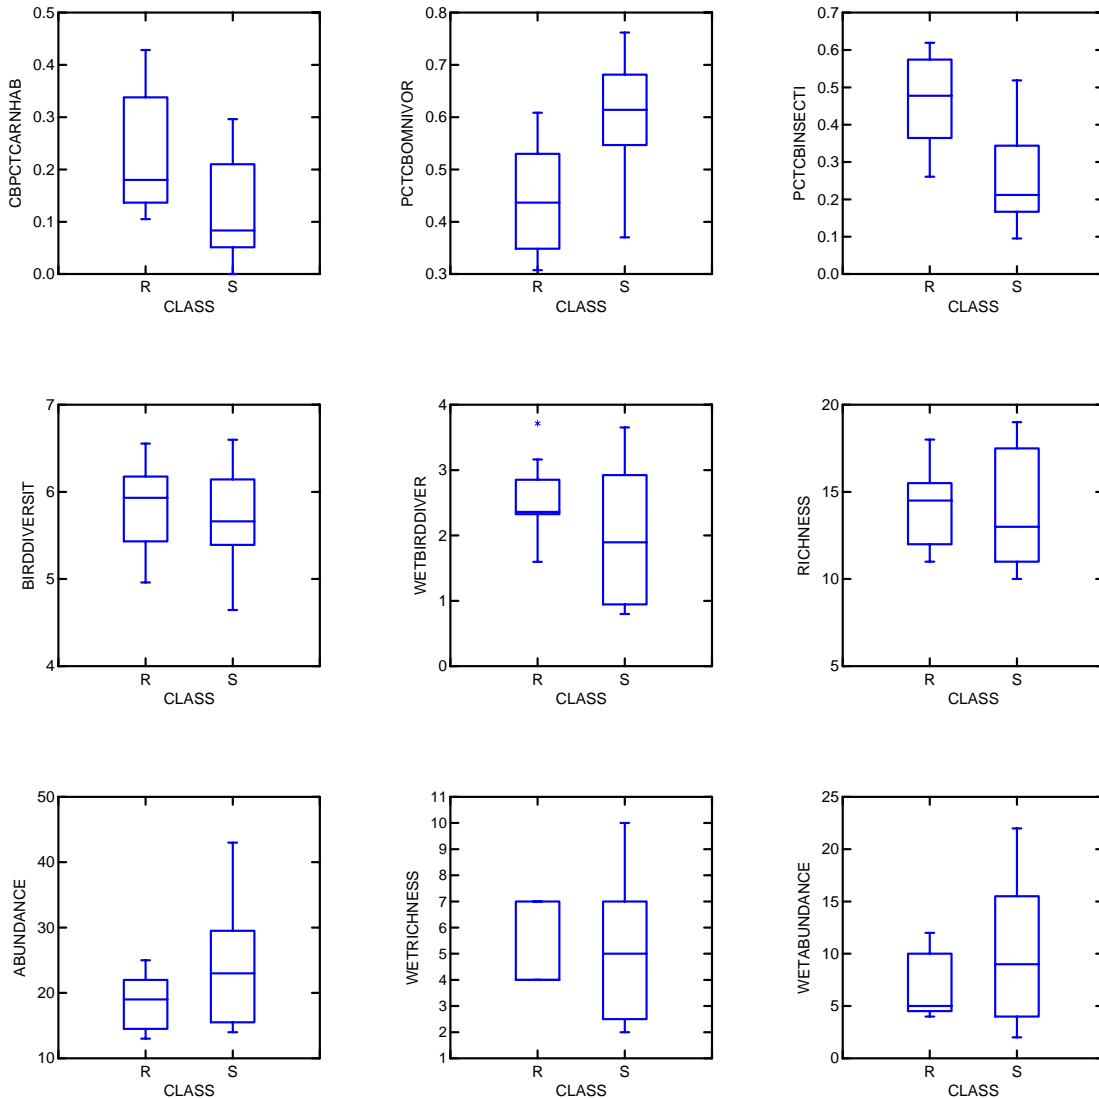 0.5
0.4
0.3
0.2
0.1
0.0
CBPCTCARNHAB
R S
CLASS
0.8
0.7
0.6
0.5
0.4
0.3
PCTCBOMNIVOR
R S
CLASS
0.7
0.6
0.5
0.4
0.3
0.2
0.1
0.0
PCTCBINSECTI
R S
CLASS
7
6
5
4
BIRDDIVERSIT
R S
CLASS
4
3
2
1
0
WETBIRDDIVER
*
R S
CLASS
20
15
10
5
RICHNESS
R S
CLASS
50
40
30
20
10
ABUNDANCE
R S
CLASS
11
10
9
8
7
6
5
4
3
2
1
WETRICHNESS
R S
CLASS
25
20
15
10
5
0
WETABUNDANCE
R S
CLASS